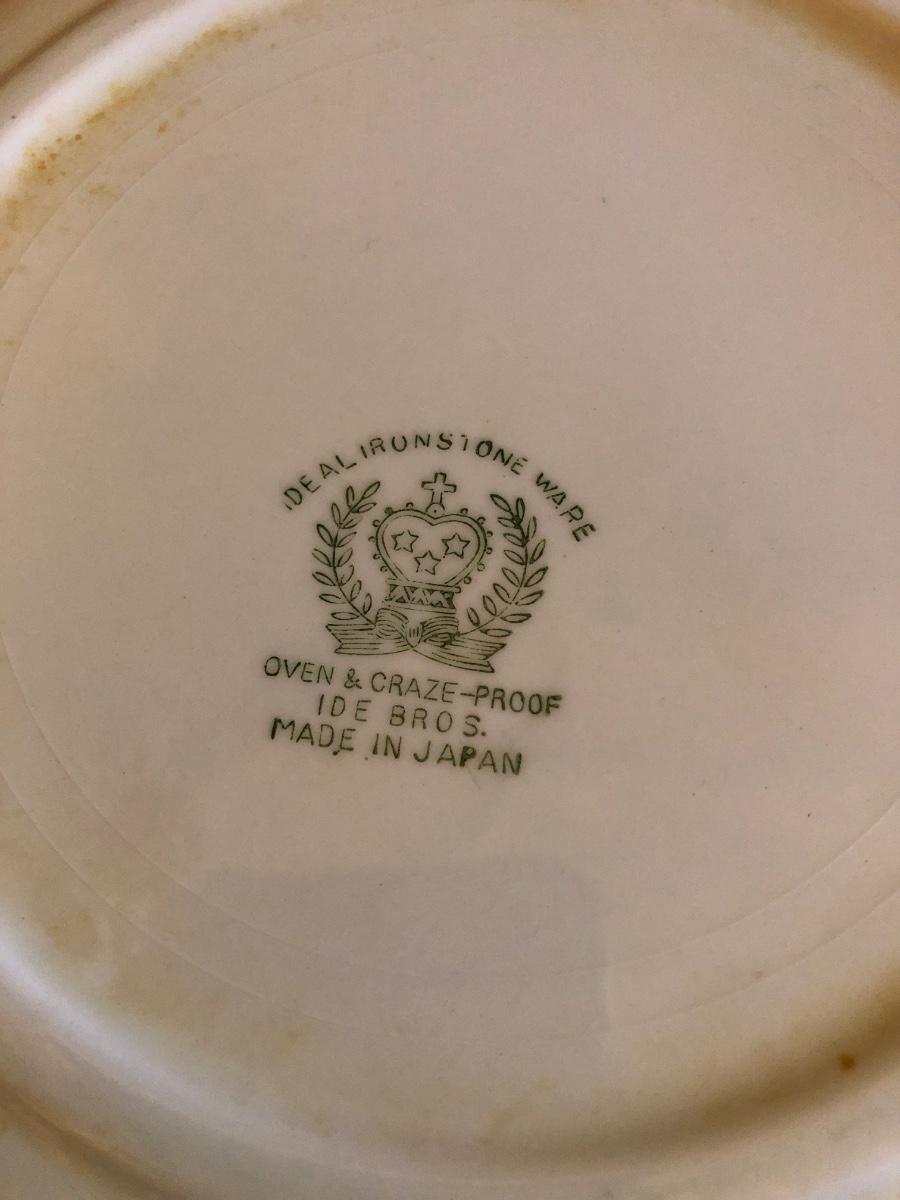 IDEAL IRONSTONE WARE
OVEN & CRAZE-PROOF
IDE BROS.
MADE IN JAPAN